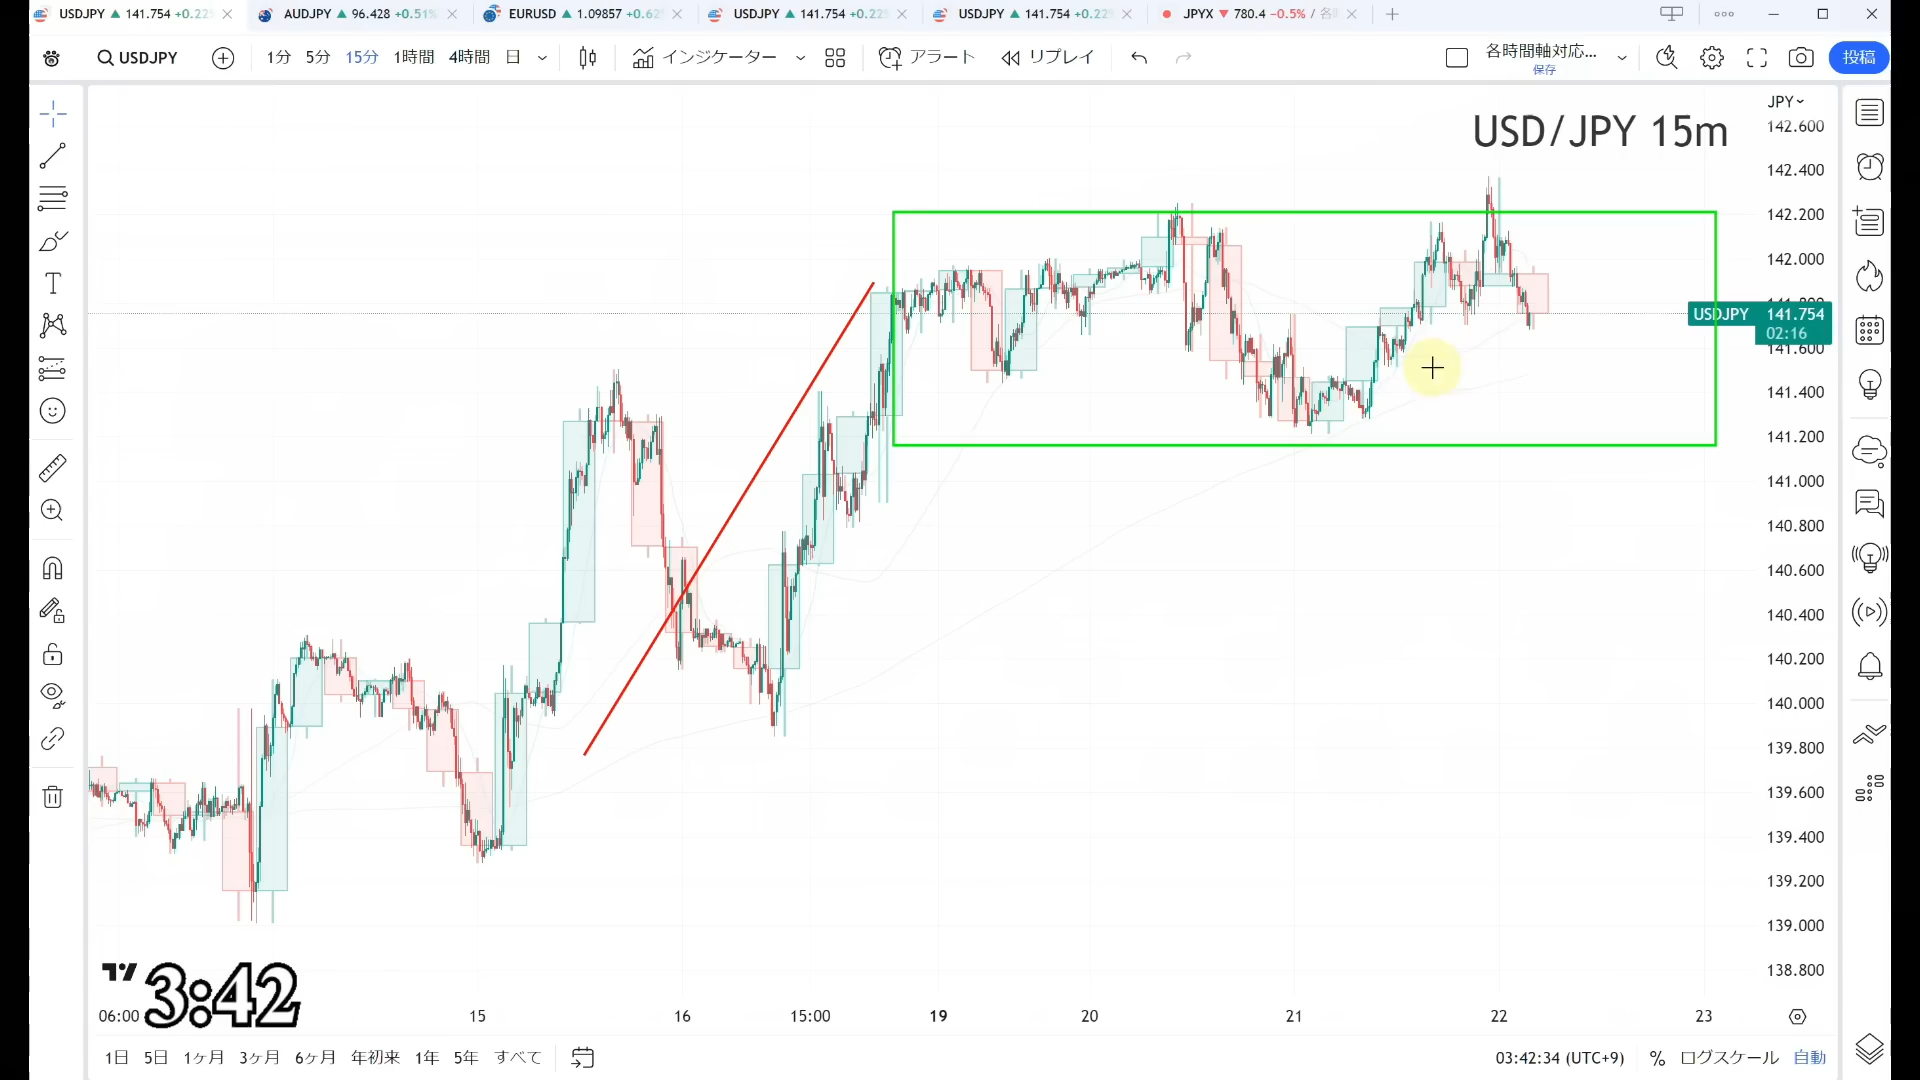 USDJPY ▲ 141.754 +0.22%
AUDJPY ▲ 96.428 +0.51%
EURUSD ▲ 1.09857 +0.62%
USDJPY ▲ 141.754 +0.22%
USDJPY ▲ 141.754 +0.22%
JPYX ▼ 780.4 −0.5% / 各
USDJPY
1分 5分 15分 1時間 4時間 日
インジケーター
アラート
リプレイ
各時間軸対応...
保存
投稿
USD/JPY 15m
JPY
142.600
142.400
142.200
142.000
141.800
USDJPY 141.754
02:16
141.600
141.400
141.200
141.000
140.800
140.600
140.400
140.200
140.000
139.800
139.600
139.400
139.200
139.000
138.800
3:42
06:00 15 16 15:00 19 20 21 22 23
1日 5日 1ヶ月 3ヶ月 6ヶ月 年初来 1年 5年 すべて
03:42:34 (UTC+9) % ログスケール 自動